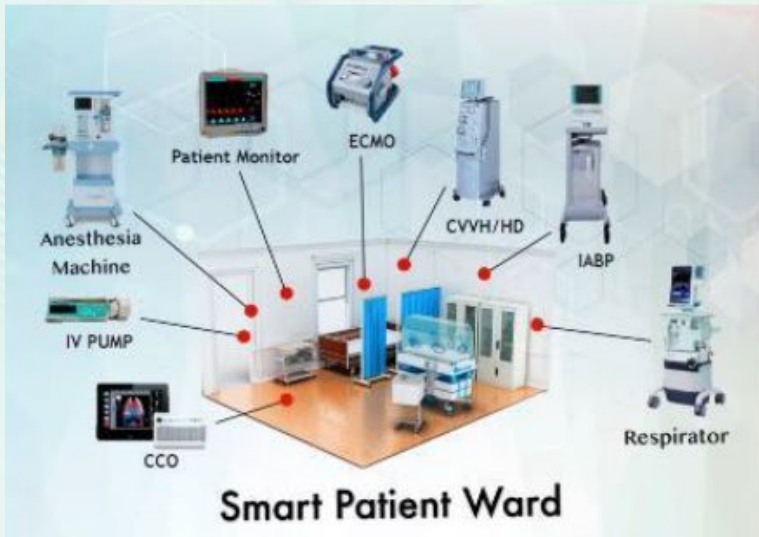 Patient Monitor
ECMO
CVVH/HD
IABP
Anesthesia
Machine
IV PUMP
CCO
Respirator
Smart Patient Ward